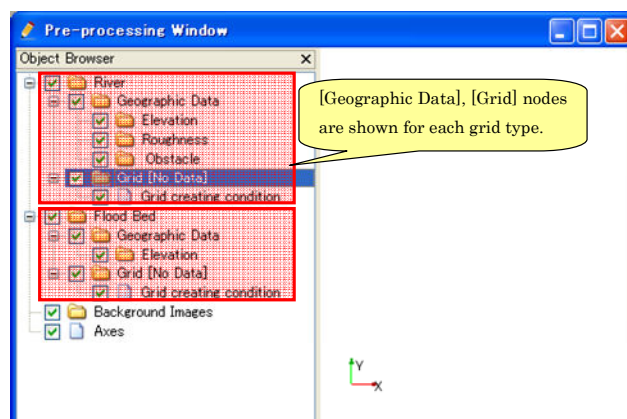 Pre-processing Window
Object Browser
River
Geographic Data
Elevation
Roughness
Obstacle
Grid [No Data]
Grid creating condition
Flood Bed
Geographic Data
Elevation
Grid [No Data]
Grid creating condition
Background Images
Axes
[Geographic Data], [Grid] nodes
are shown for each grid type.
Y
X